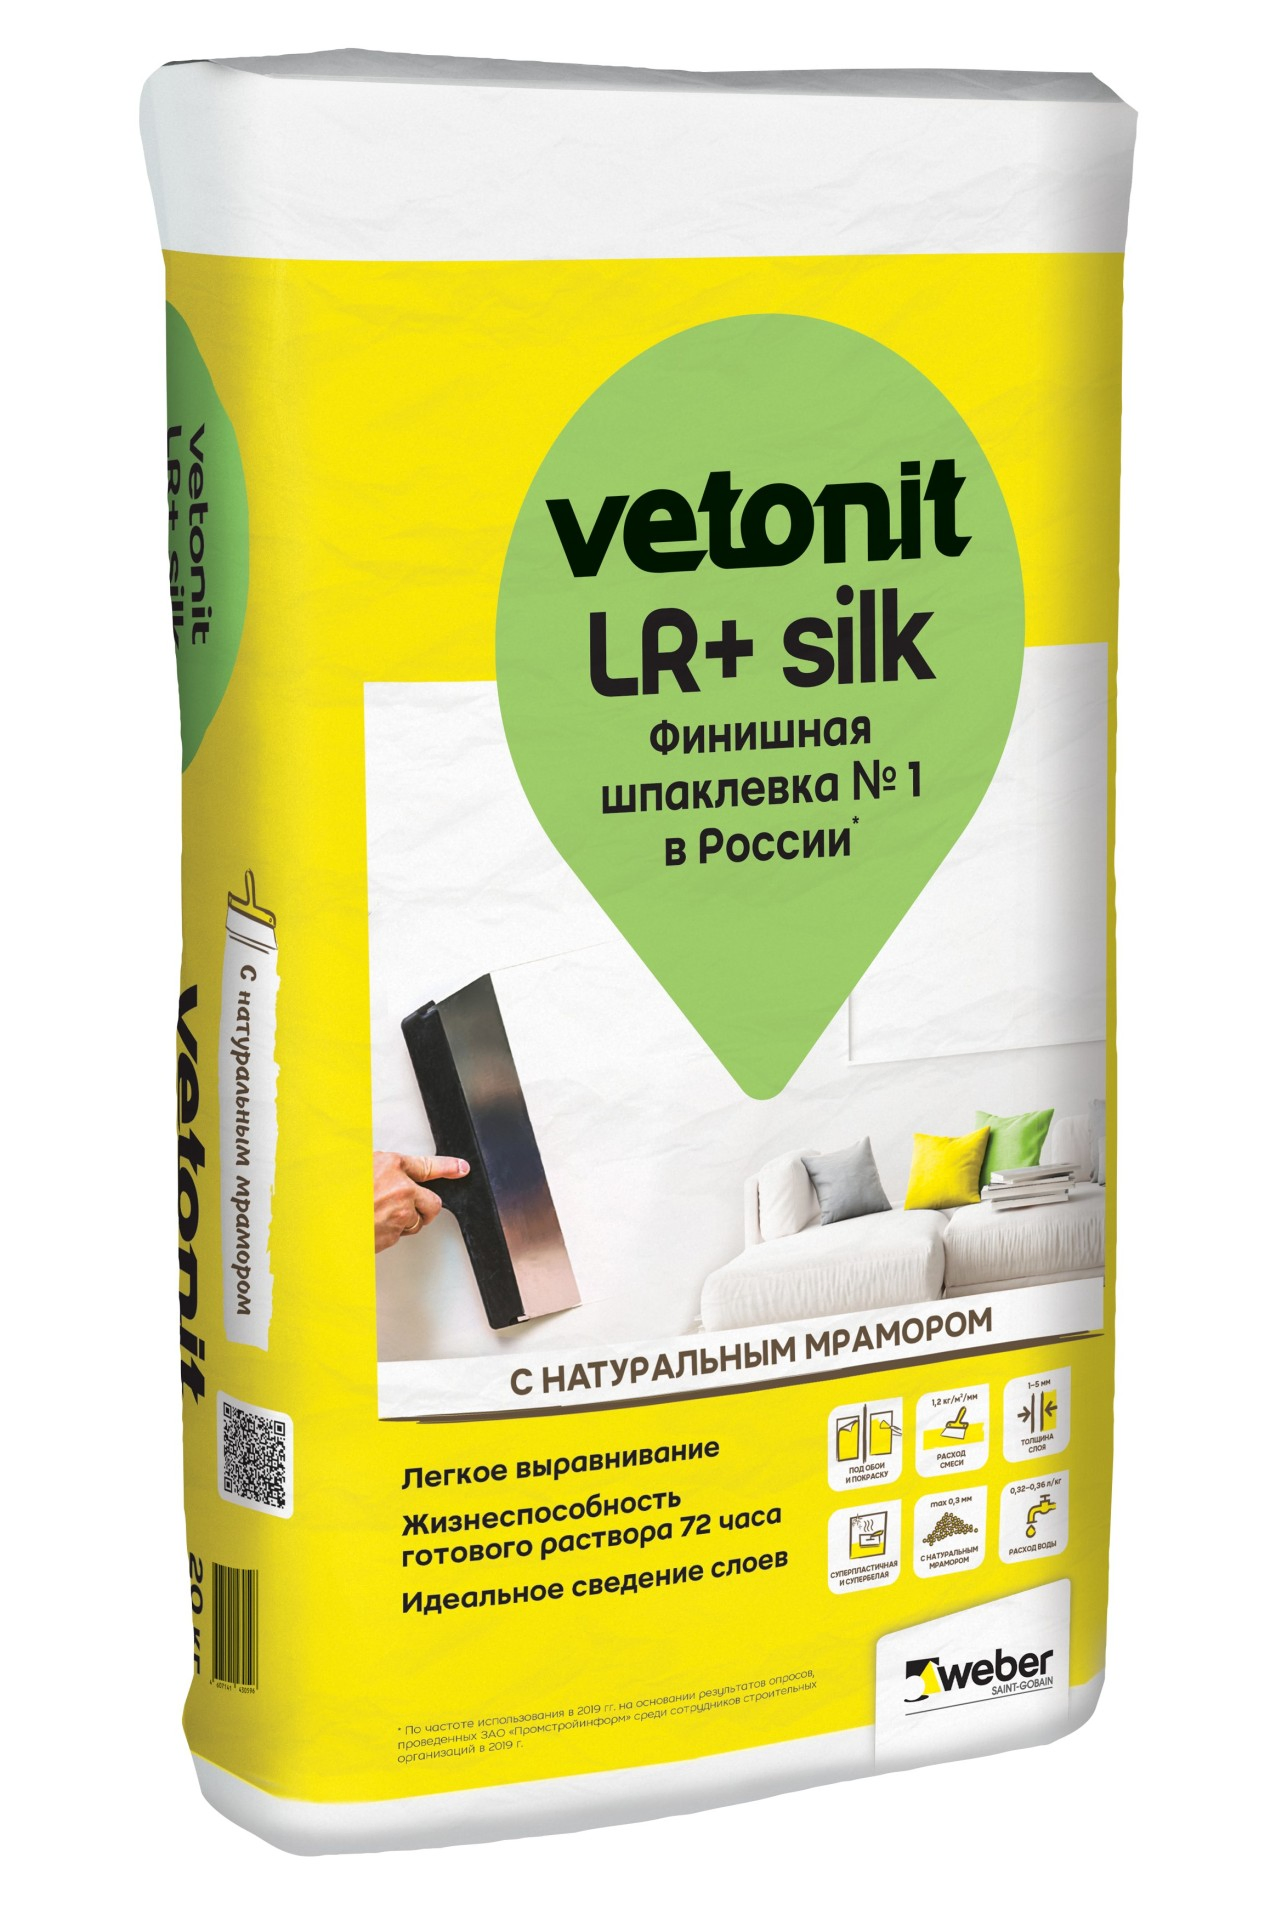 vetonit
LR+ silk
Финишная
шпаклевка № 1
в России*
С НАТУРАЛЬНЫМ МРАМОРОМ
Легкое выравнивание
Жизнеспособность
готового раствора 72 часа
Идеальное сведение слоев
ПОД ОБОИ
И ПОКРАСКУ
1,2 кг/м²/мм
РАСХОД
СМЕСИ
1–5 мм
ТОЛЩИНА
СЛОЯ
СУПЕРПЛАСТИЧНАЯ
И СУПЕРБЕЛАЯ
max 0,3 мм
С НАТУРАЛЬНЫМ
МРАМОРОМ
0,32–0,36 л/кг
РАСХОД ВОДЫ
weber
SAINT-GOBAIN
* По частоте использования в 2019 гг. на основании результатов опросов,
проведенных ЗАО «Промстройинформ» среди сотрудников строительных
организаций в 2019 г.
vetonit
LR+ silk
с натуральным мрамором
vetonit
20 кг
4 607141 430596